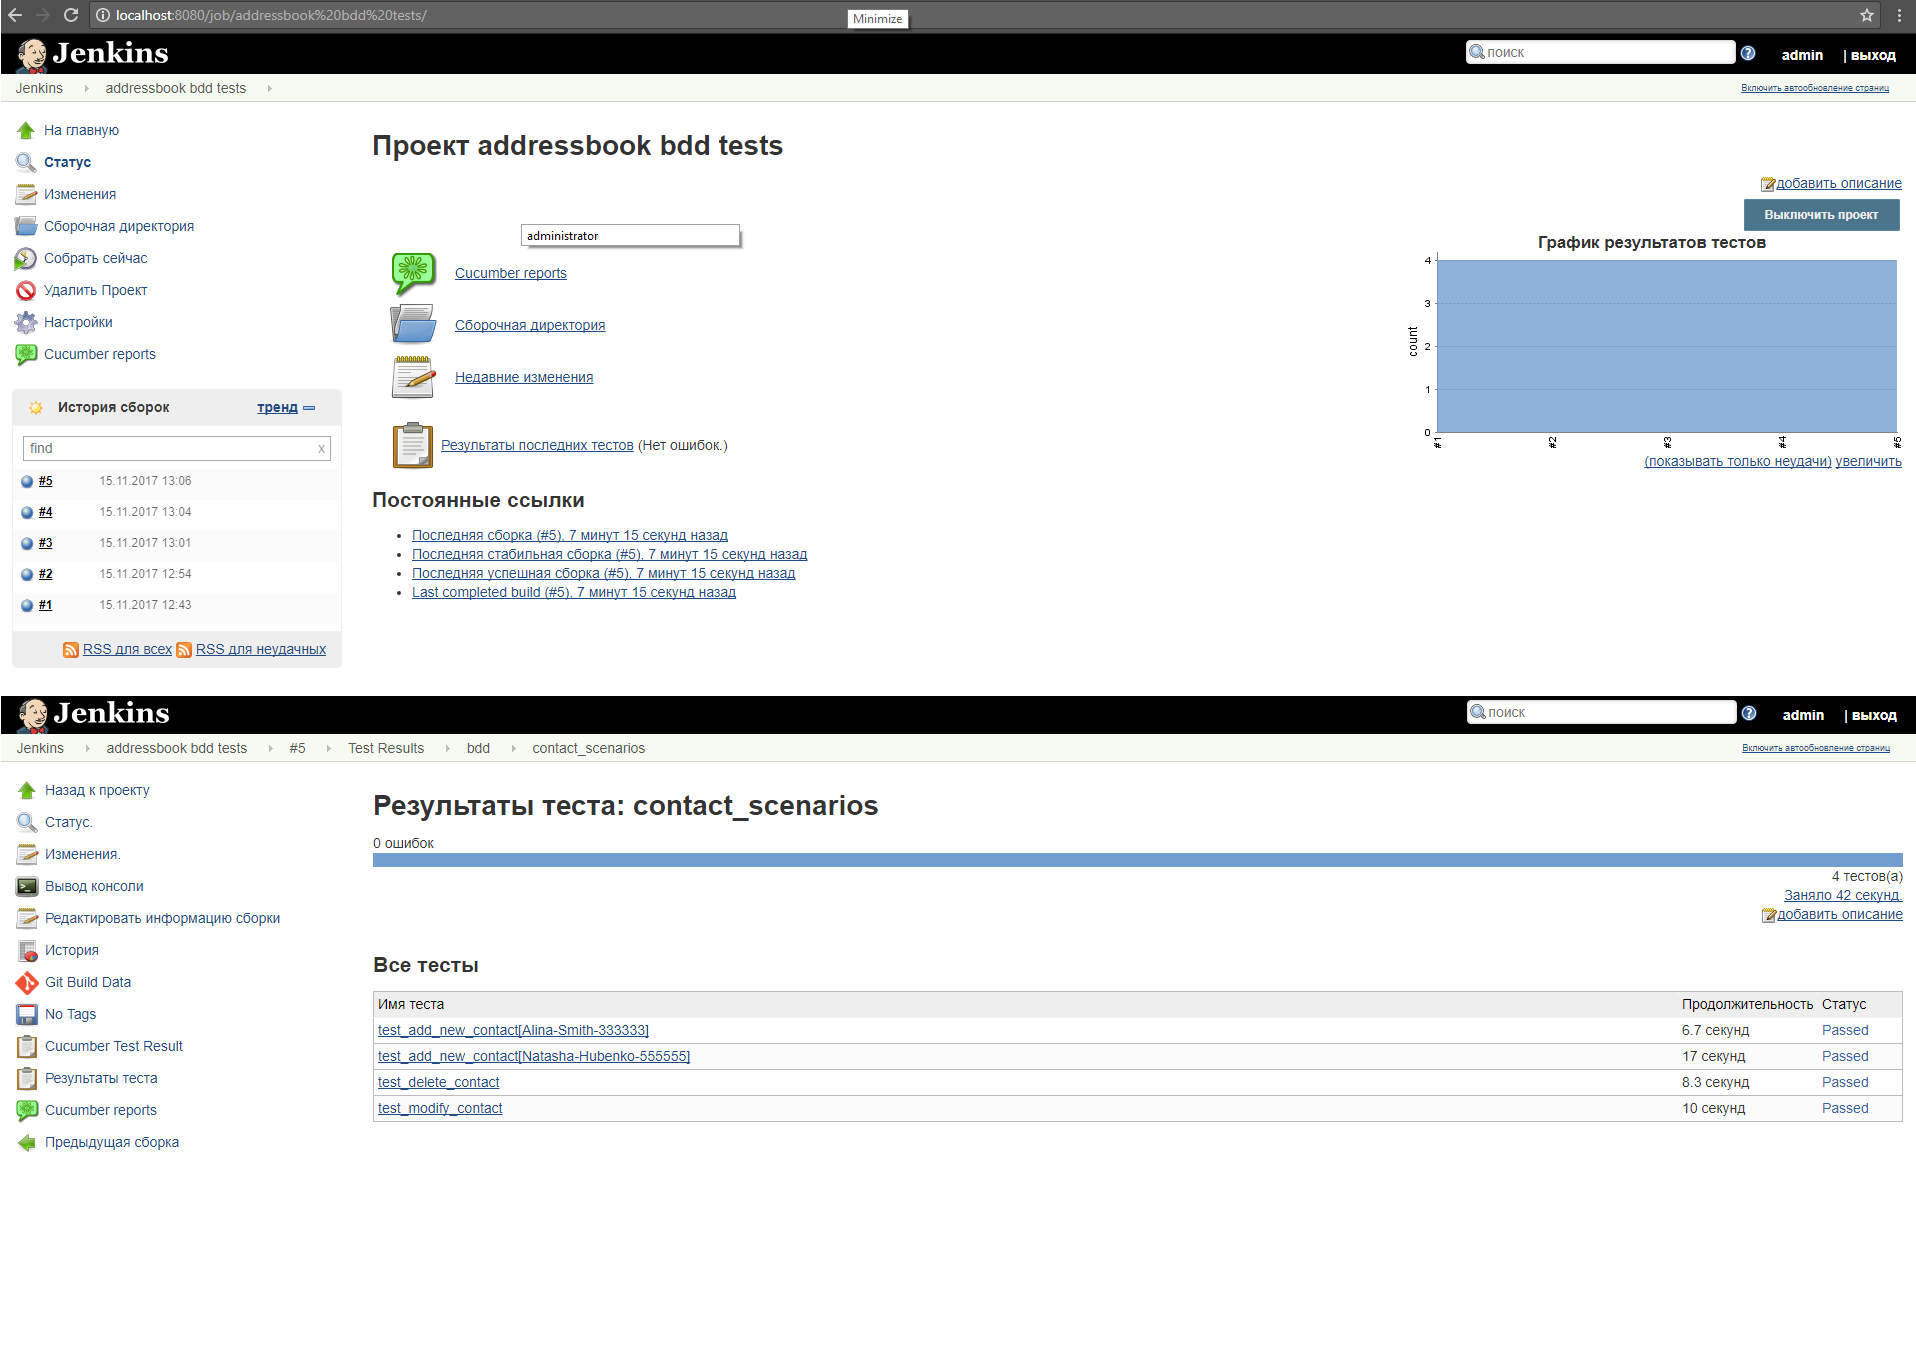 localhost:8080/job/addressbook%20bdd%20tests/
Minimize
Jenkins
поиск
admin
| выход
Jenkins
addressbook bdd tests
Включить автообновление страниц
На главную
Статус
Изменения
Сборочная директория
Собрать сейчас
Удалить Проект
Настройки
Cucumber reports
История сборок
тренд
find
x
#5 15.11.2017 13:06
#4 15.11.2017 13:04
#3 15.11.2017 13:01
#2 15.11.2017 12:54
#1 15.11.2017 12:43
RSS для всех RSS для неудачных
Проект addressbook bdd tests
добавить описание
Выключить проект
administrator
Cucumber reports
Сборочная директория
Недавние изменения
Результаты последних тестов (Нет ошибок.)
График результатов тестов
4
3
2
1
0
count
#1
#2
#3
#4
#5
(показывать только неудачи) увеличить
Постоянные ссылки
Последняя сборка (#5), 7 минут 15 секунд назад
Последняя стабильная сборка (#5), 7 минут 15 секунд назад
Последняя успешная сборка (#5), 7 минут 15 секунд назад
Last completed build (#5), 7 минут 15 секунд назад
Jenkins
поиск
admin
| выход
Jenkins
addressbook bdd tests
#5
Test Results
bdd
contact_scenarios
Включить автообновление страниц
Назад к проекту
Статус.
Изменения.
Вывод консоли
Редактировать информацию сборки
История
Git Build Data
No Tags
Cucumber Test Result
Результаты теста
Cucumber reports
Предыдущая сборка
Результаты теста: contact_scenarios
0 ошибок
4 тестов(а)
Заняло 42 секунд.
добавить описание
Все тесты
Имя теста Продолжительность Статус
test_add_new_contact[Alina-Smith-333333] 6.7 секунд Passed
test_add_new_contact[Natasha-Hubenko-555555] 17 секунд Passed
test_delete_contact 8.3 секунд Passed
test_modify_contact 10 секунд Passed